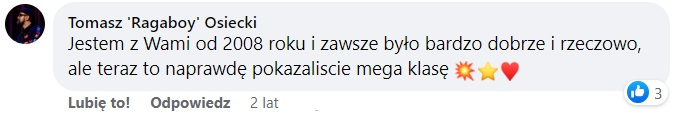 Tomasz 'Ragaboy' Osiecki
Jestem z Wami od 2008 roku i zawsze było bardzo dobrze i rzeczowo,
ale teraz to naprawdę pokazaliscie mega klasę 💥⭐♥️
Lubię to! Odpowiedz 2 lat 3